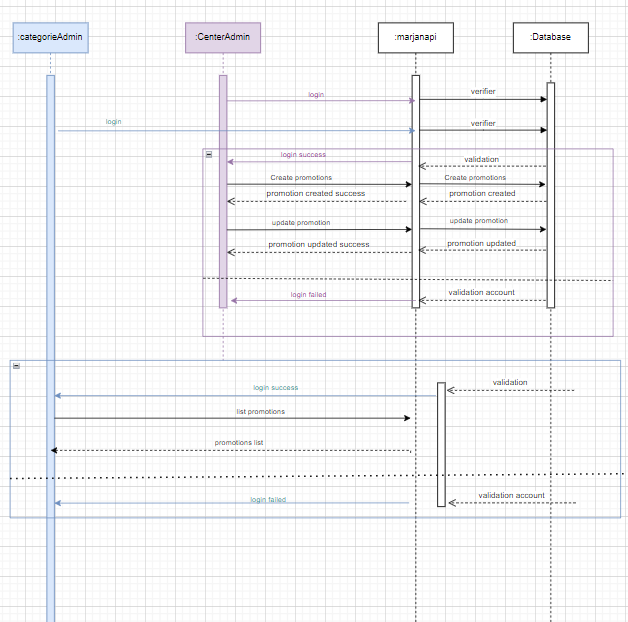 :categorieAdmin
:CenterAdmin
:marjanapi
:Database
login
verifier
login
verifier
login success
validation
Create promotions
Create promotions
promotion created success
promotion created
update promotion
update promotion
promotion updated success
promotion updated
login failed
validation account
validation
login success
list promotions
promotions list
login failed
validation account